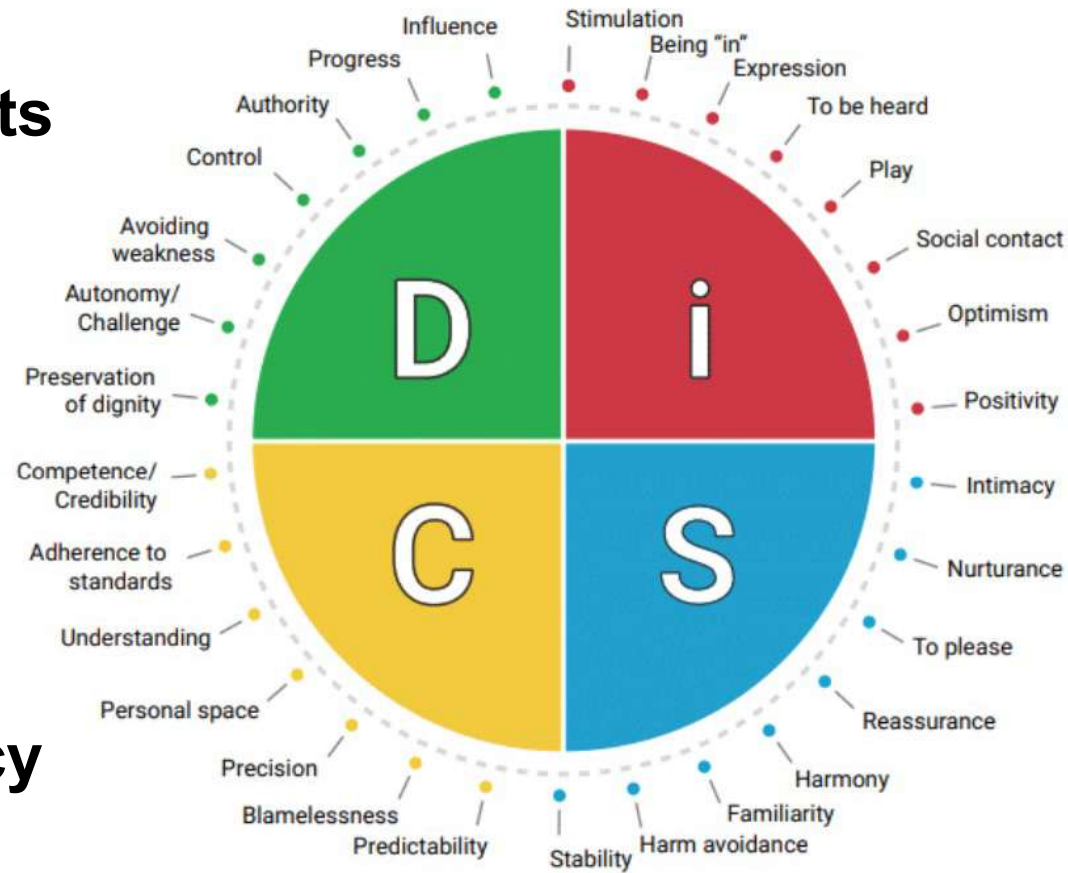 ts
cy
Influence
Progress
Authority
Control
Avoiding
weakness
Autonomy/
Challenge
Preservation
of dignity
Competence/
Credibility
Adherence to
standards
Understanding
Personal space
Precision
Blamelessness
Predictability
Stimulation
Being "in"
Expression
To be heard
Play
Social contact
Optimism
Positivity
Intimacy
Nurturance
To please
Reassurance
Harmony
Familiarity
Harm avoidance
Stability
D
i
C
S